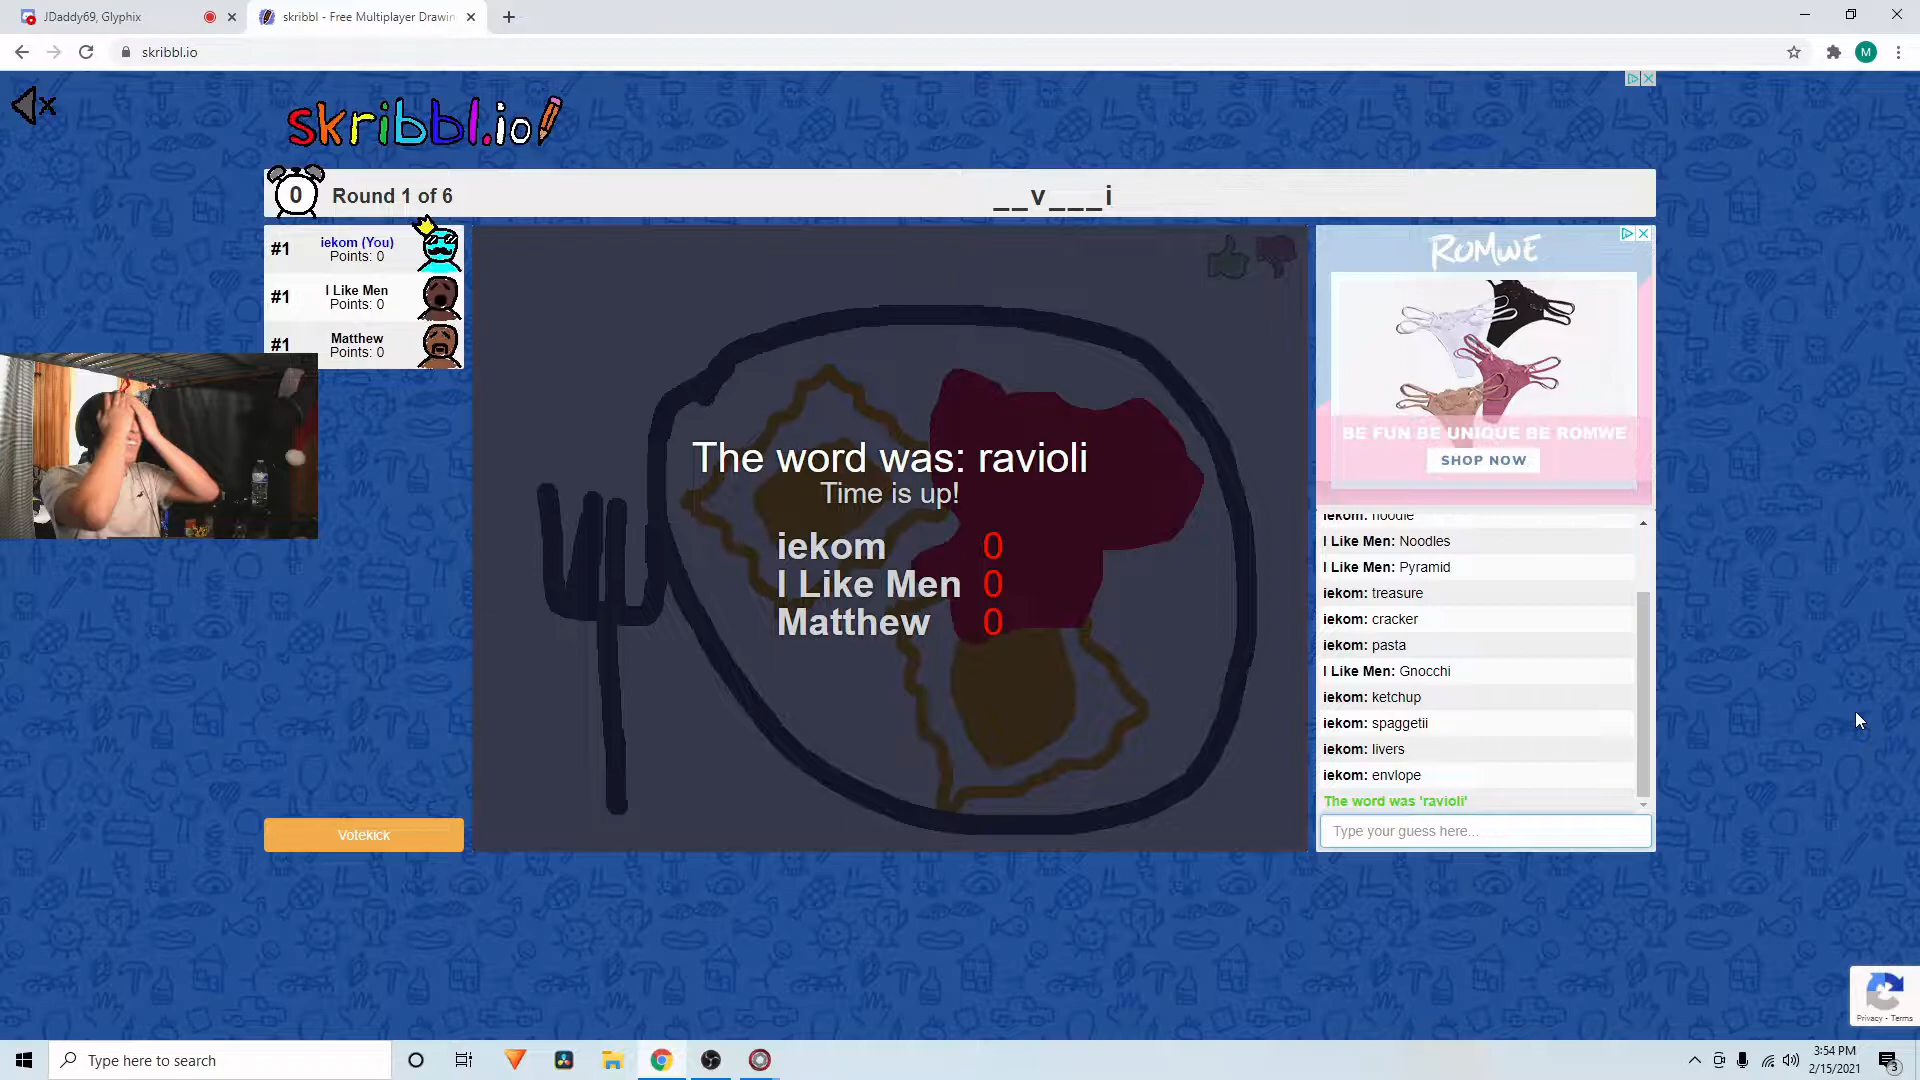 JDaddy69, Glyphix
skribbl - Free Multiplayer Drawin
skribbl.io
M
skribbl.io
0
Round 1 of 6
__v___i
#1
iekom (You)
Points: 0
#1
I Like Men
Points: 0
#1
Matthew
Points: 0
The word was: ravioli
Time is up!
iekom 0
I Like Men 0
Matthew 0
ROMWE
BE FUN BE UNIQUE BE ROMWE
SHOP NOW
iekom: noodle
I Like Men: Noodles
I Like Men: Pyramid
iekom: treasure
iekom: cracker
iekom: pasta
I Like Men: Gnocchi
iekom: ketchup
iekom: spaggetii
iekom: livers
iekom: envlope
The word was 'ravioli'
Type your guess here...
Votekick
Privacy - Terms
Type here to search
3:54 PM
2/15/2021
3